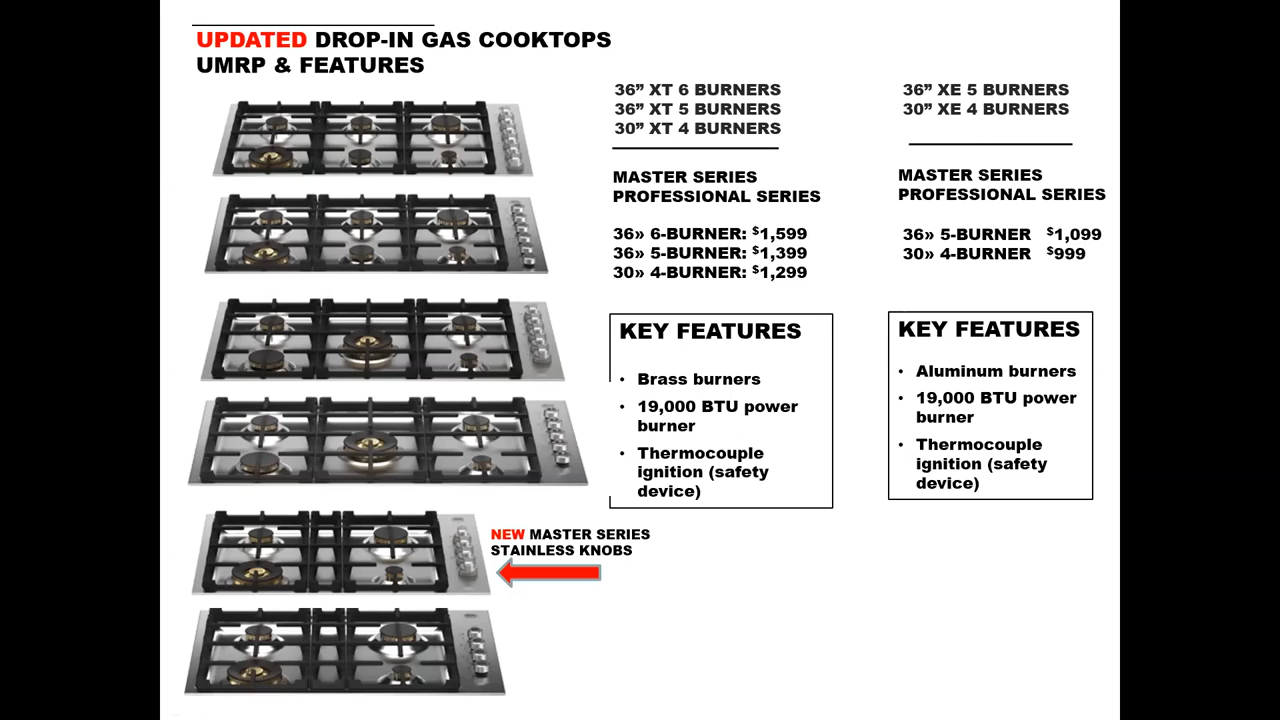 UPDATED DROP-IN GAS COOKTOPS
UMRP & FEATURES
36” XT 6 BURNERS
36” XT 5 BURNERS
30” XT 4 BURNERS
MASTER SERIES
PROFESSIONAL SERIES
36» 6-BURNER: $1,599
36» 5-BURNER: $1,399
30» 4-BURNER: $1,299
KEY FEATURES
• Brass burners
• 19,000 BTU power
burner
• Thermocouple
ignition (safety
device)
36” XE 5 BURNERS
30” XE 4 BURNERS
MASTER SERIES
PROFESSIONAL SERIES
36» 5-BURNER $1,099
30» 4-BURNER $999
KEY FEATURES
• Aluminum burners
• 19,000 BTU power
burner
• Thermocouple
ignition (safety
device)
NEW MASTER SERIES
STAINLESS KNOBS